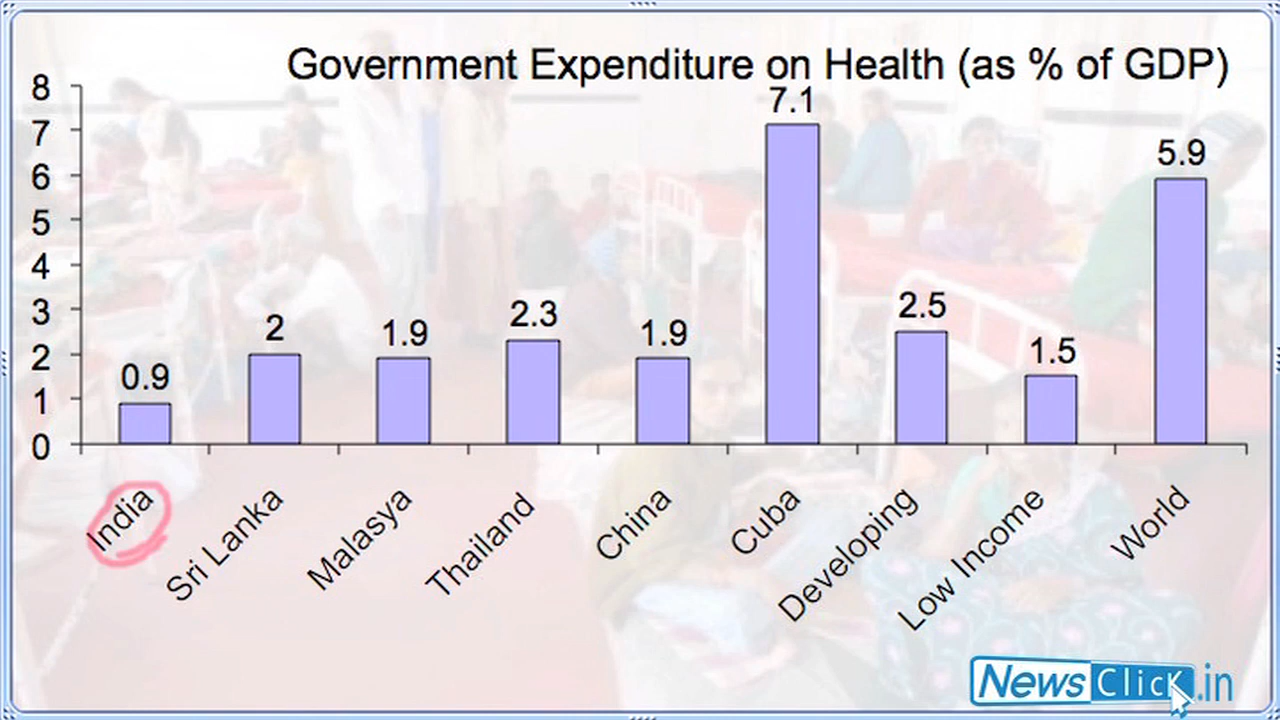 Government Expenditure on Health (as % of GDP)
8
7
6
5
4
3
2
1
0
0.9
2
1.9
2.3
1.9
7.1
2.5
1.5
5.9
India
Sri Lanka
Malasya
Thailand
China
Cuba
Developing
Low Income
World
NewsClick.in